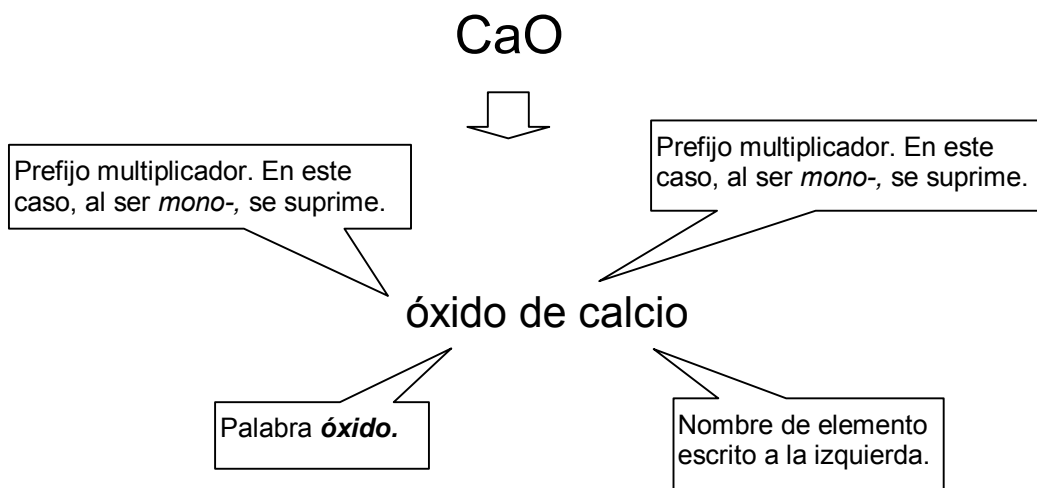 CaO
Prefijo multiplicador. En este
caso, al ser mono-, se suprime.
Prefijo multiplicador. En este
caso, al ser mono-, se suprime.
óxido de calcio
Palabra óxido.
Nombre de elemento
escrito a la izquierda.